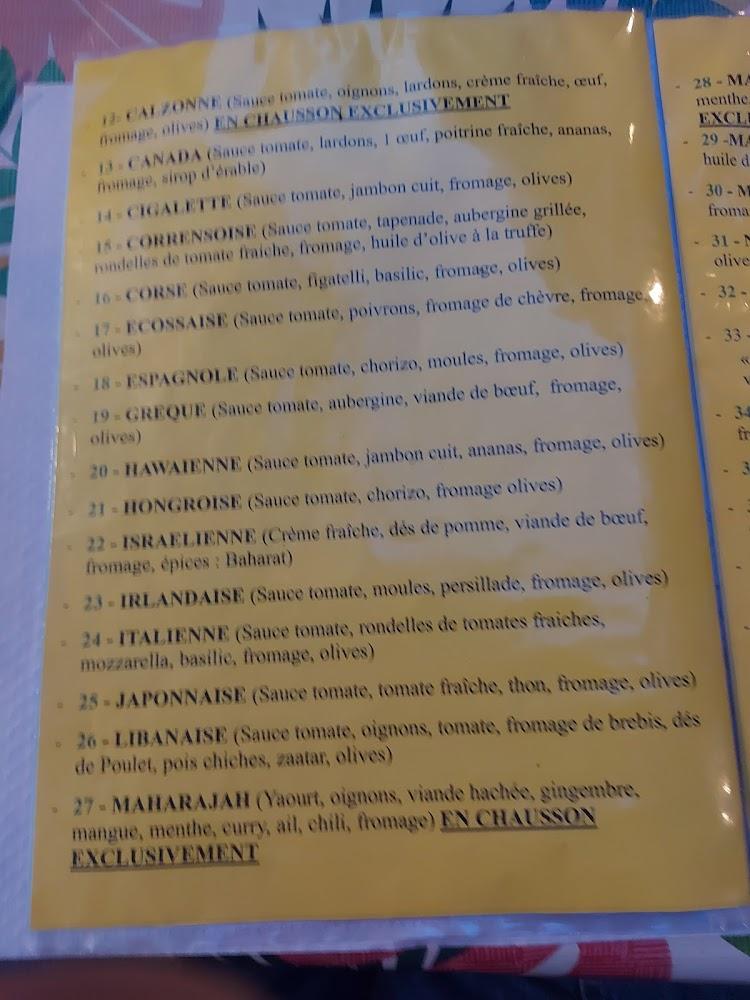 12- CALZONNE (Sauce tomate, oignons, lardons, crème fraîche, œuf,
fromage, olives) EN CHAUSSON EXCLUSIVEMENT
13 - CANADA (Sauce tomate, lardons, 1 œuf, poitrine fraîche, ananas,
fromage, sirop d'érable)
14 - CIGALETTE (Sauce tomate, jambon cuit, fromage, olives)
15 - CORRENSOISE (Sauce tomate, tapenade, aubergine grillée,
rondelles de tomate fraiche, fromage, huile d'olive à la truffe)
16 - CORSE (Sauce tomate, figatelli, basilic, fromage, olives)
17 - ECOSSAISE (Sauce tomate, poivrons, fromage de chèvre, fromage,
olives)
18 - ESPAGNOLE (Sauce tomate, chorizo, moules, fromage, olives)
19 - GREQUE (Sauce tomate, aubergine, viande de bœuf, fromage,
olives)
20 - HAWAIENNE (Sauce tomate, jambon cuit, ananas, fromage, olives)
21 - HONGROISE (Sauce tomate, chorizo, fromage olives)
22 - ISRAELIENNE (Crème fraîche, dés de pomme, viande de bœuf,
fromage, épices : Baharat)
23 - IRLANDAISE (Sauce tomate, moules, persillade, fromage, olives)
24 - ITALIENNE (Sauce tomate, rondelles de tomates fraiches,
mozzarella, basilic, fromage, olives)
25 - JAPONNAISE (Sauce tomate, tomate fraîche, thon, fromage, olives)
26 - LIBANAISE (Sauce tomate, oignons, tomate, fromage de brebis, dés
de Poulet, pois chiches, zaatar, olives)
27 - MAHARAJAH (Yaourt, oignons, viande hachée, gingembre,
mangue, menthe, curry, ail, chili, fromage) EN CHAUSSON
EXCLUSIVEMENT
- 28 - MA
menthe
EXCL
- 29 -MA
huile d
- 30 - M
froma
- 31 - N
olive
- 32 -
- 33 -
«
- 34
fr